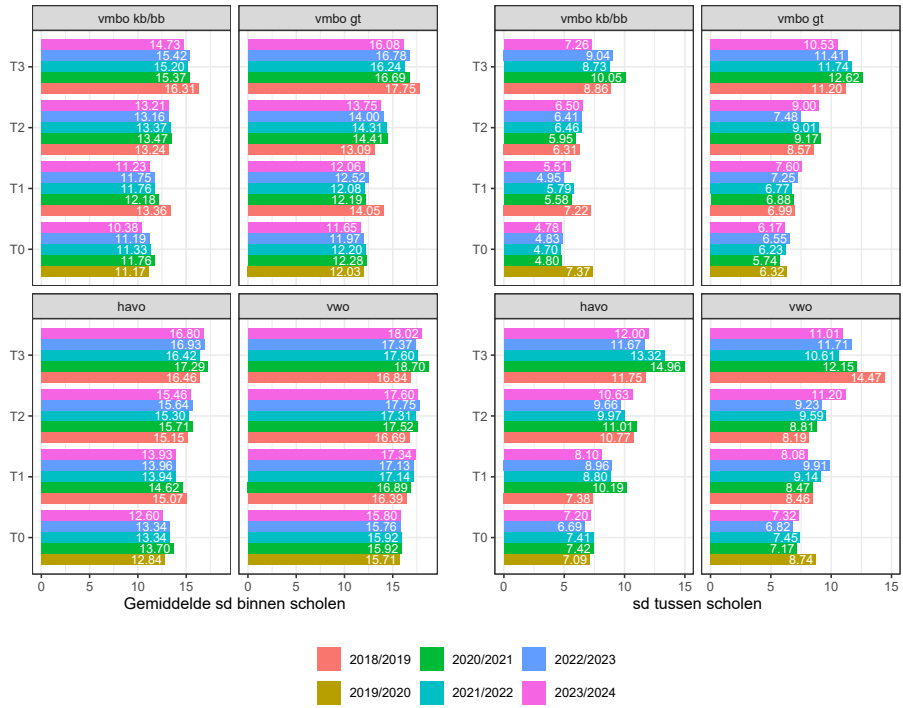 vmbo kb/bb vmbo gt vmbo kb/bb vmbo gt
T3 14.73 16.08 7.26 10.53
15.42 16.78 9.04 11.41
15.20 16.24 T3 8.73 11.74
15.37 16.69 10.05 12.62
16.31 17.75 8.86 11.20
13.21 13.75 6.50 9.00
13.16 14.00 6.41 7.48
T2 13.37 14.31 T2 6.46 9.01
13.47 14.41 5.95 9.17
13.24 13.09 6.31 8.57
11.23 12.06 5.51 7.60
11.75 12.52 4.95 7.25
T1 11.76 12.08 T1 5.79 6.77
12.18 12.19 5.58 6.88
13.36 14.05 7.22 6.99
10.38 11.65 4.78 6.17
11.19 11.97 4.83 6.55
T0 11.33 12.20 T0 4.70 6.23
11.76 12.28 4.80 5.74
11.17 12.03 7.37 6.32
havo vwo havo vwo
16.80 18.02 12.00 11.01
16.93 17.37 11.67 11.71
T3 16.42 17.60 T3 13.32 10.61
17.29 18.70 14.96 12.15
16.46 16.84 11.75 14.47
15.46 17.60 10.63 11.20
15.64 17.75 9.66 9.23
T2 15.30 17.31 T2 9.97 9.59
15.71 17.52 11.01 8.81
15.15 16.69 10.77 8.19
13.93 17.34 8.10 8.08
13.96 17.13 8.96 9.91
T1 13.94 17.14 T1 8.80 9.14
14.62 16.89 10.19 8.47
15.07 16.39 7.38 8.46
12.60 15.80 7.20 7.32
13.34 15.76 6.69 6.82
T0 13.34 15.92 T0 7.41 7.45
13.70 15.92 7.42 7.17
12.84 15.71 7.09 8.74
0 5 15 0 5 15 0 5 10 15 0 5 10 15
Gemiddelde sd binnen scholen sd tussen scholen
2018/2019 2020/2021 2022/2023
2019/2020 2021/2022 2023/2024